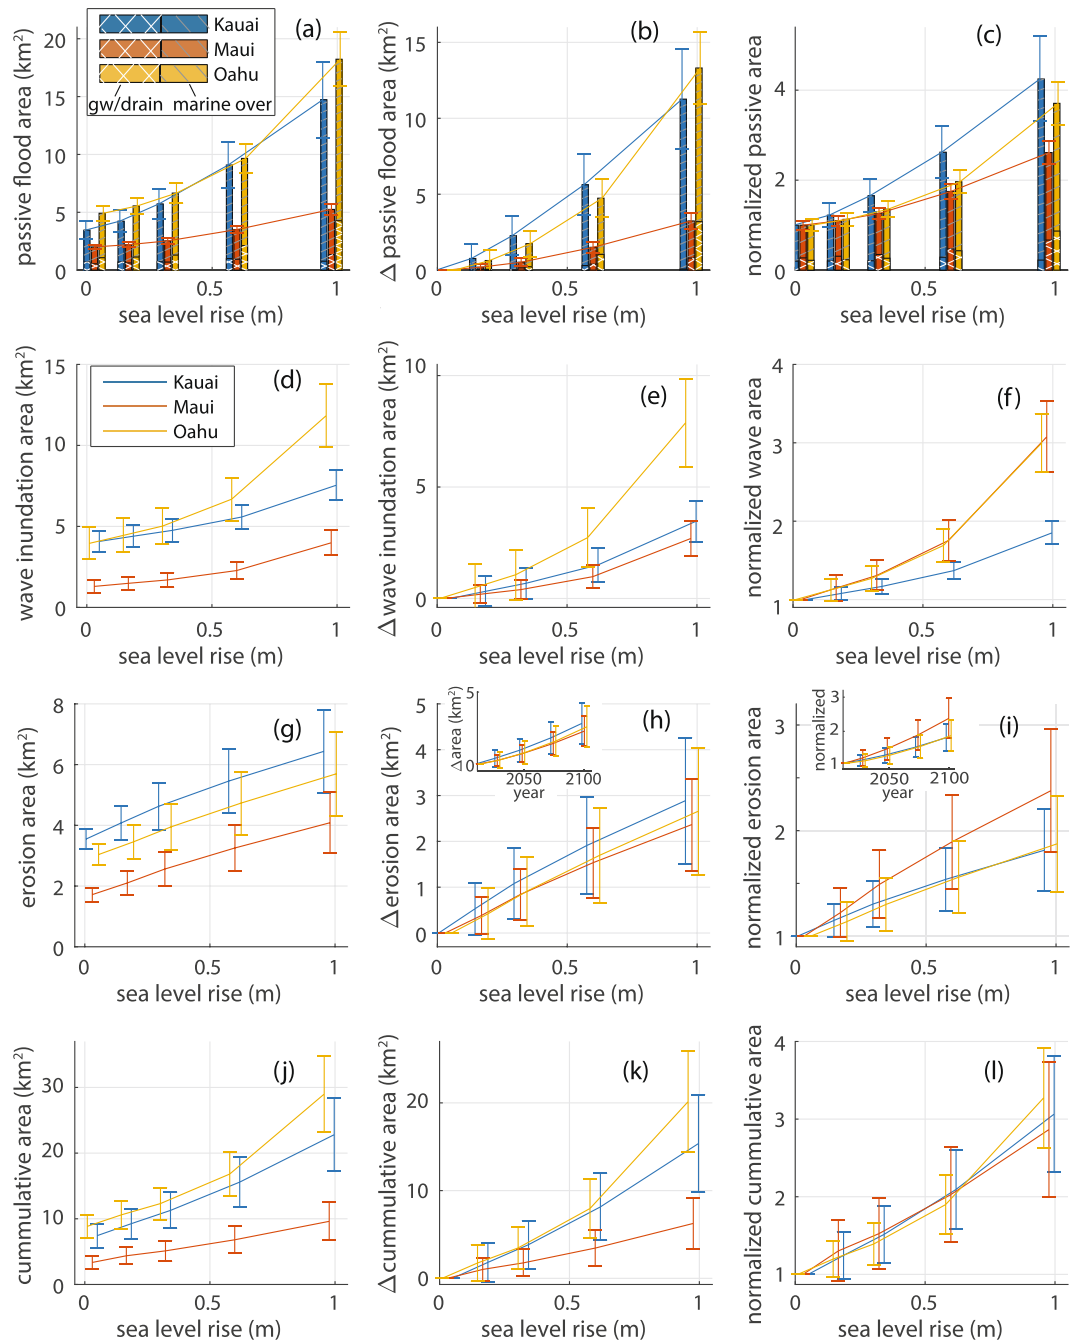 (a)
Kauai
Maui
Oahu
gw/drain
marine over
passive flood area (km²)
20
15
10
5
0
0
0.5
1
sea level rise (m)
(b)
Δ passive flood area (km²)
15
10
5
0
0
0.5
1
sea level rise (m)
(c)
normalized passive area
4
2
0
0
0.5
1
sea level rise (m)
(d)
Kauai
Maui
Oahu
wave inundation area (km²)
15
10
5
0
0
0.5
1
sea level rise (m)
(e)
Δ wave inundation area (km²)
10
5
0
0
0.5
1
sea level rise (m)
(f)
normalized wave area
4
3
2
1
0
0.5
1
sea level rise (m)
(g)
erosion area (km²)
8
6
4
2
0
0
0.5
1
sea level rise (m)
(h)
Δ area (km²)
5
0
2050
2100
year
Δerosion area (km²)
5
4
3
2
1
0
0
0.5
1
sea level rise (m)
(i)
normalized
3
2
1
2050
2100
year
normalized erosion area
3
2
1
0
0.5
1
sea level rise (m)
(j)
cummulative area (km²)
30
20
10
0
0
0.5
1
sea level rise (m)
(k)
Δcummulative area (km²)
20
10
0
0
0.5
1
sea level rise (m)
(l)
normalized cummulative area
4
3
2
1
0
0.5
1
sea level rise (m)